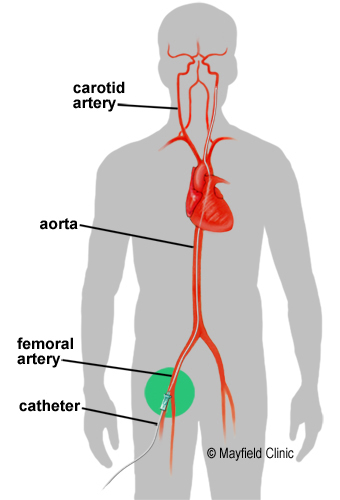 carotid
artery
aorta
femoral
artery
catheter
© Mayfield Clinic